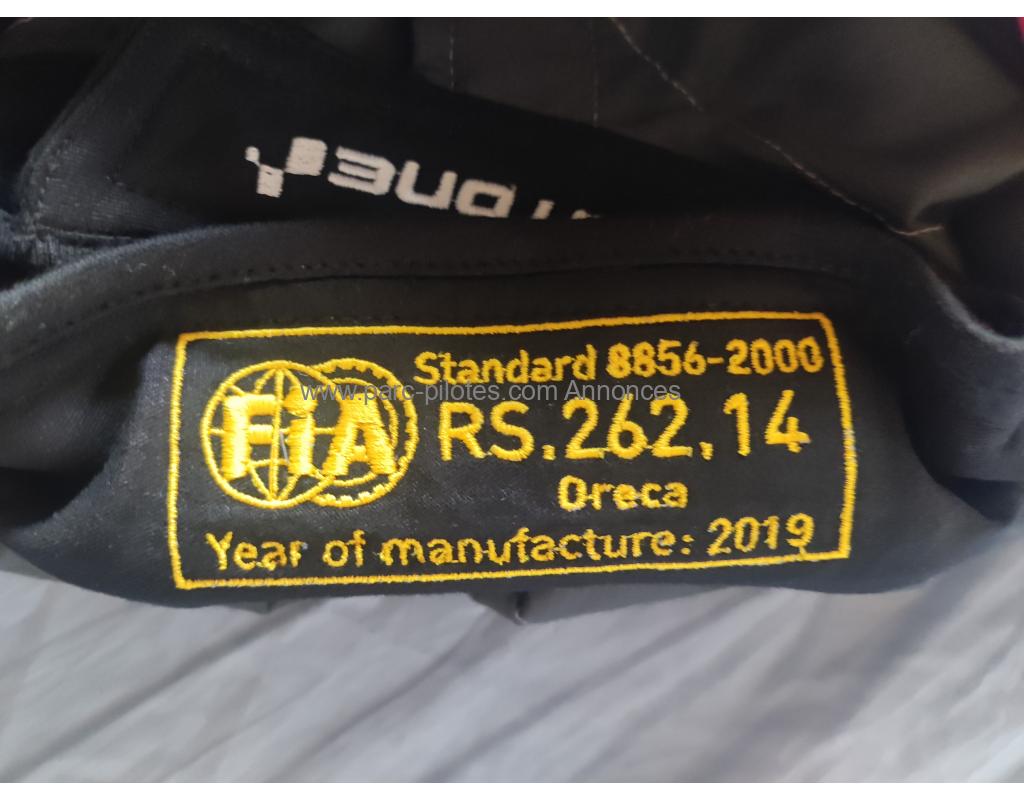 Standard 8856-2000
FiA
RS.262.14
Oreca
Year of manufacture: 2019
www.parc-pilotes.com Annonces